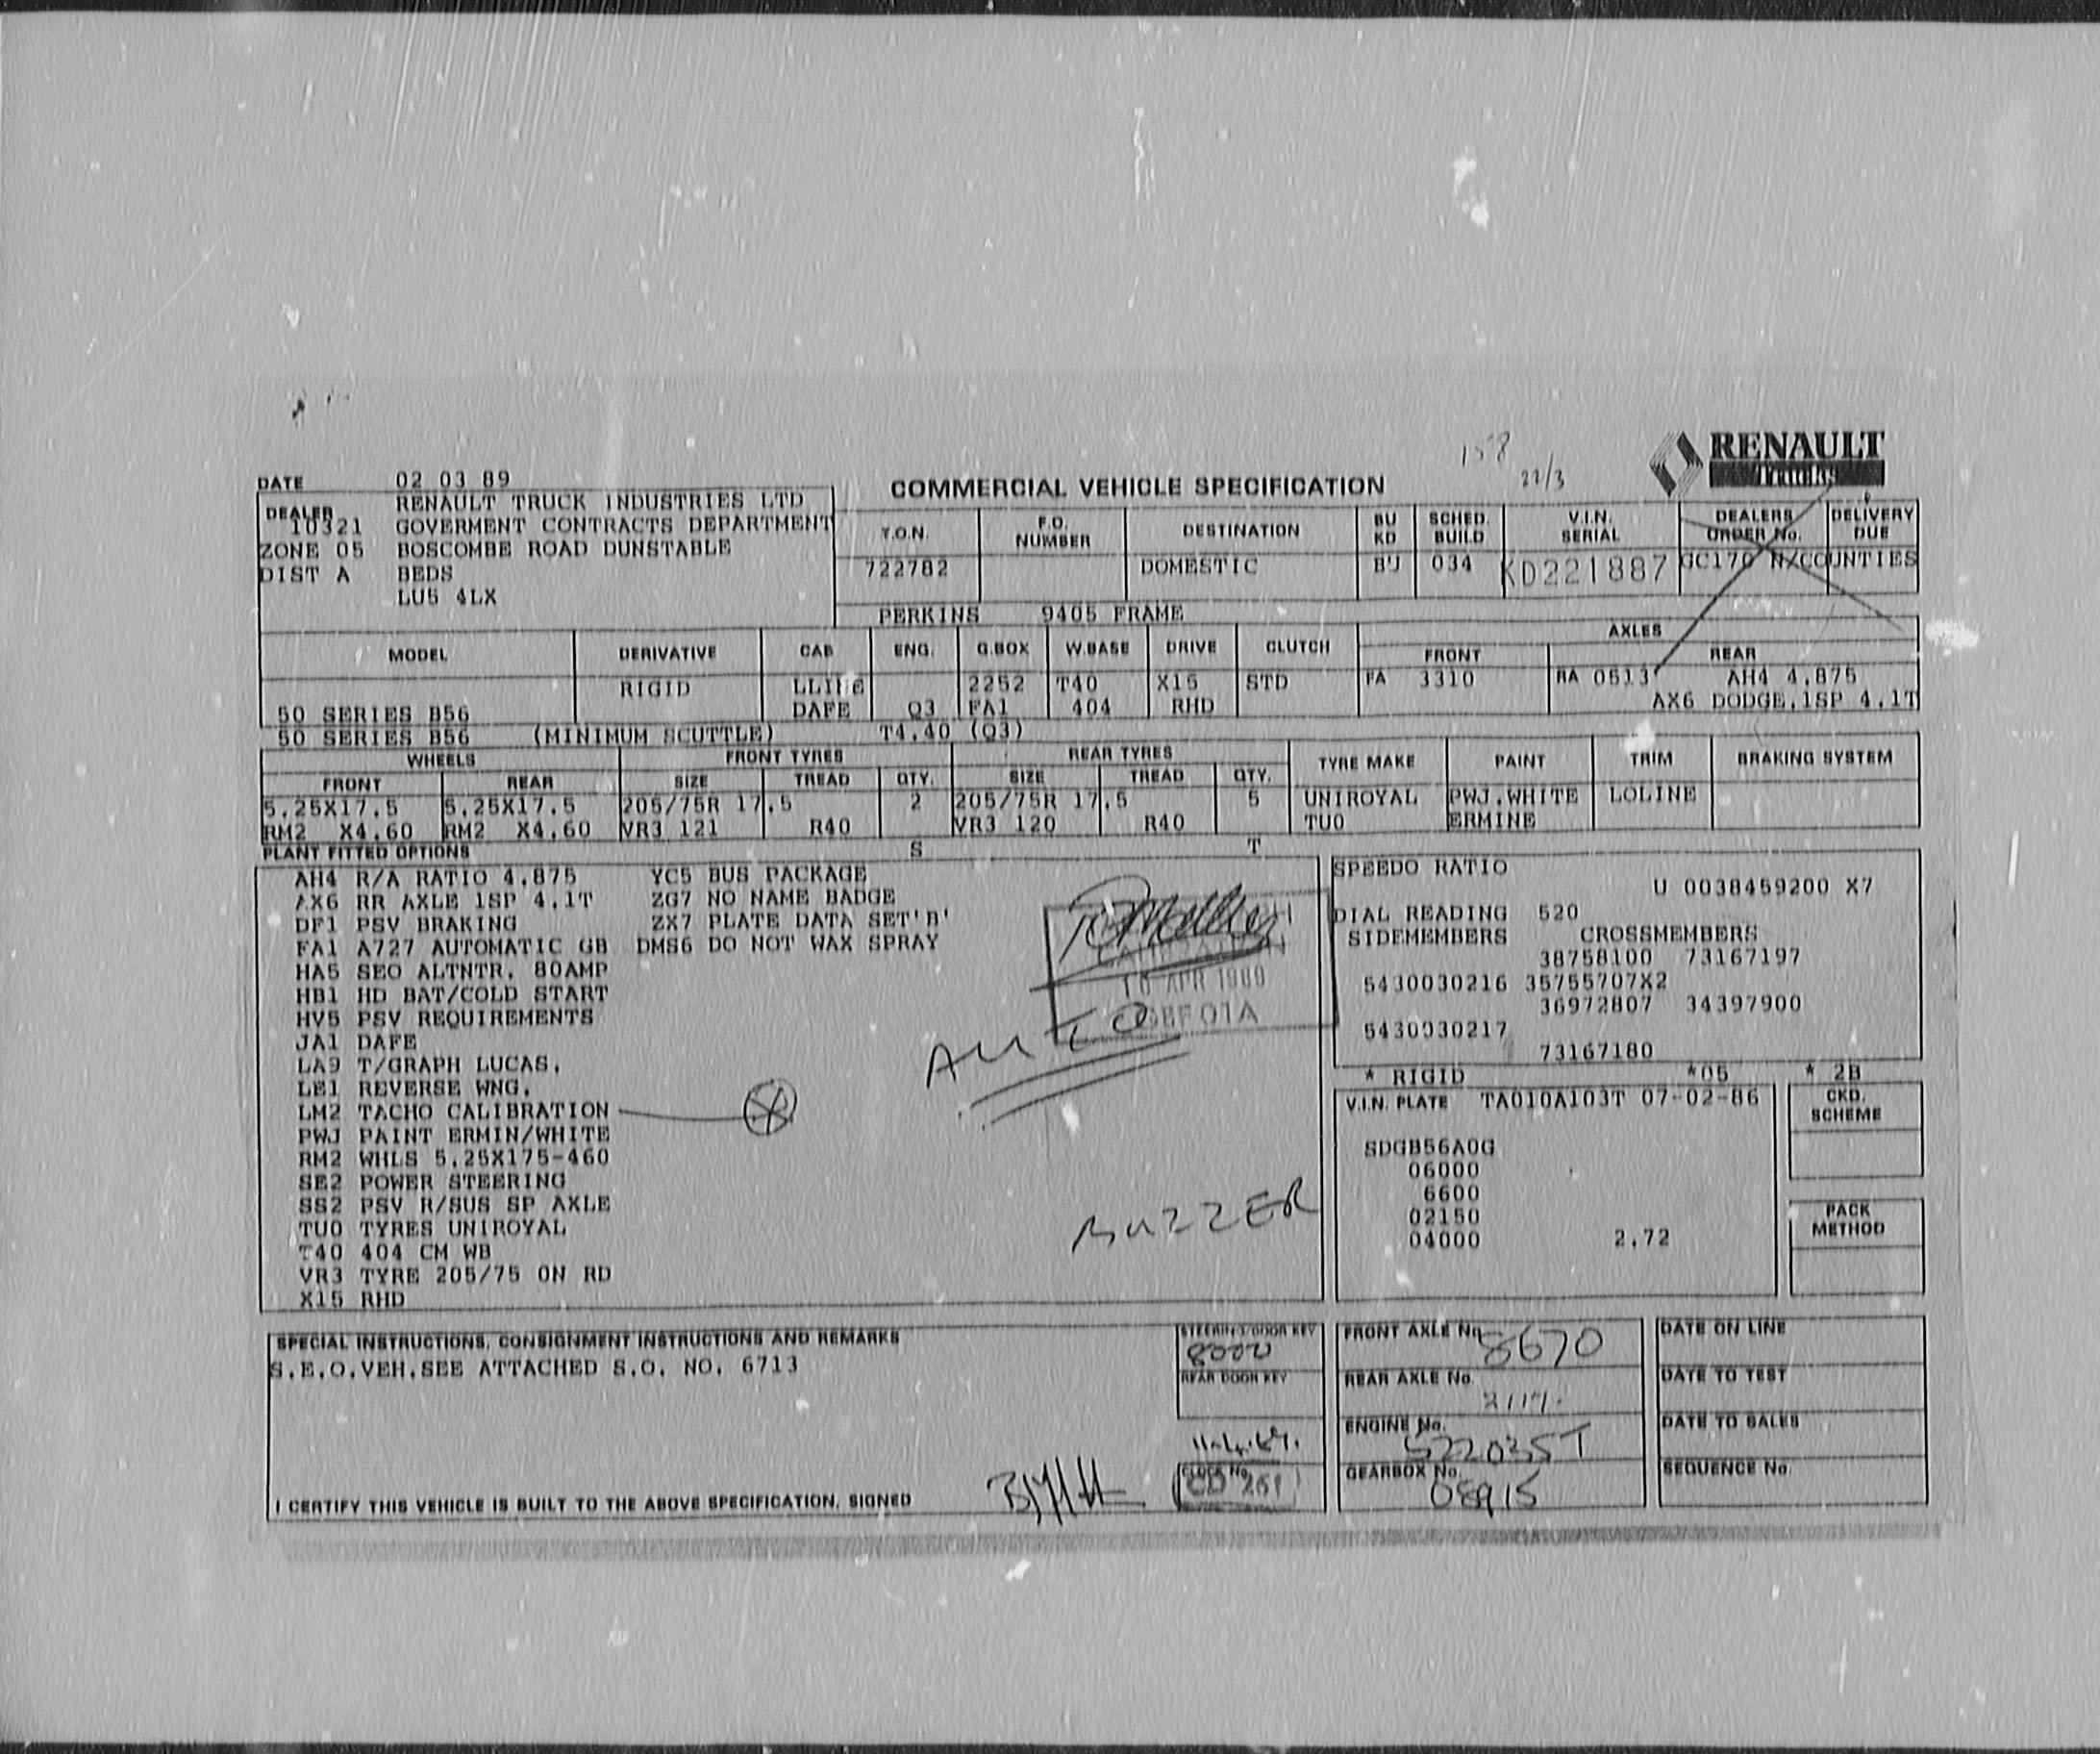 158
22/3
RENAULT
Trucks
DATE 02 03 89
COMMERCIAL VEHICLE SPECIFICATION
DEALER RENAULT TRUCK INDUSTRIES LTD
10321 GOVERMENT CONTRACTS DEPARTMENT
ZONE 05 BOSCOMBE ROAD DUNSTABLE
DIST A BEDS
LU5 4LX
T.O.N. F.O. NUMBER DESTINATION BU KD SCHED. BUILD V.I.N. SERIAL DEALERS ORDER No. DELIVERY DUE
722782 DOMESTIC BU 034 KD221887 GC170 N/COUNTIES
PERKINS 9405 FRAME
MODEL DERIVATIVE CAB ENG. G.BOX W.BASE DRIVE CLUTCH AXLES
FRONT REAR
RIGID LLINE 2252 T40 X15 STD FA 3310 RA 0513 AH4 4.875
50 SERIES B56 DAFE Q3 FA1 404 RHD AX6 DODGE,1SP 4.1T
50 SERIES B56 (MINIMUM SCUTTLE) T4.40 (Q3)
WHEELS FRONT TYRES REAR TYRES TYRE MAKE PAINT TRIM BRAKING SYSTEM
FRONT REAR SIZE TREAD QTY. SIZE TREAD QTY.
5.25X17.5 5.25X17.5 205/75R 17.5 2 205/75R 17.5 5 UNIROYAL PWJ.WHITE LOLINE
RM2 X4.60 RM2 X4.60 VR3 121 R40 VR3 120 R40 TU0 ERMINE
PLANT FITTED OPTIONS S T
AH4 R/A RATIO 4.875 YC5 BUS PACKAGE
AX6 RR AXLE 1SP 4.1T ZG7 NO NAME BADGE
DF1 PSV BRAKING ZX7 PLATE DATA SET'B'
FA1 A727 AUTOMATIC GB DMS6 DO NOT WAX SPRAY
HA5 SEO ALTNTR. 80AMP
HB1 HD BAT/COLD START
HV5 PSV REQUIREMENTS
JA1 DAFE
LA9 T/GRAPH LUCAS.
LE1 REVERSE WNG.
LM2 TACHO CALIBRATION
PWJ PAINT ERMIN/WHITE
RM2 WHLS 5.25X175-460
SE2 POWER STEERING
SS2 PSV R/SUS SP AXLE
TU0 TYRES UNIROYAL
T40 404 CM WB
VR3 TYRE 205/75 ON RD
X15 RHD
AUTO
BUZZER
SPEEDO RATIO
U 0038459200 X7
DIAL READING 520
SIDEMEMBERS CROSSMEMBERS
38758100 73167197
5430030216 35755707X2
36972807 34397900
5430030217
73167180
* RIGID *05 * 2B
V.I.N. PLATE TA010A103T 07-02-86
CKD. SCHEME
SDGB56A0G
06000
6600
02150
04000 2.72
PACK METHOD
SPECIAL INSTRUCTIONS, CONSIGNMENT INSTRUCTIONS AND REMARKS
S.E.O.VEH.SEE ATTACHED S.O. NO. 6713
I CERTIFY THIS VEHICLE IS BUILT TO THE ABOVE SPECIFICATION. SIGNED
STEERING/DOOR KEY
8000
REAR DOOR KEY
11.4.89.
CLOCK No.
CD 261
FRONT AXLE No. 8670
REAR AXLE No.
ENGINE No. S22035T
GEARBOX No. 08915
DATE ON LINE
DATE TO TEST
DATE TO SALES
SEQUENCE No.